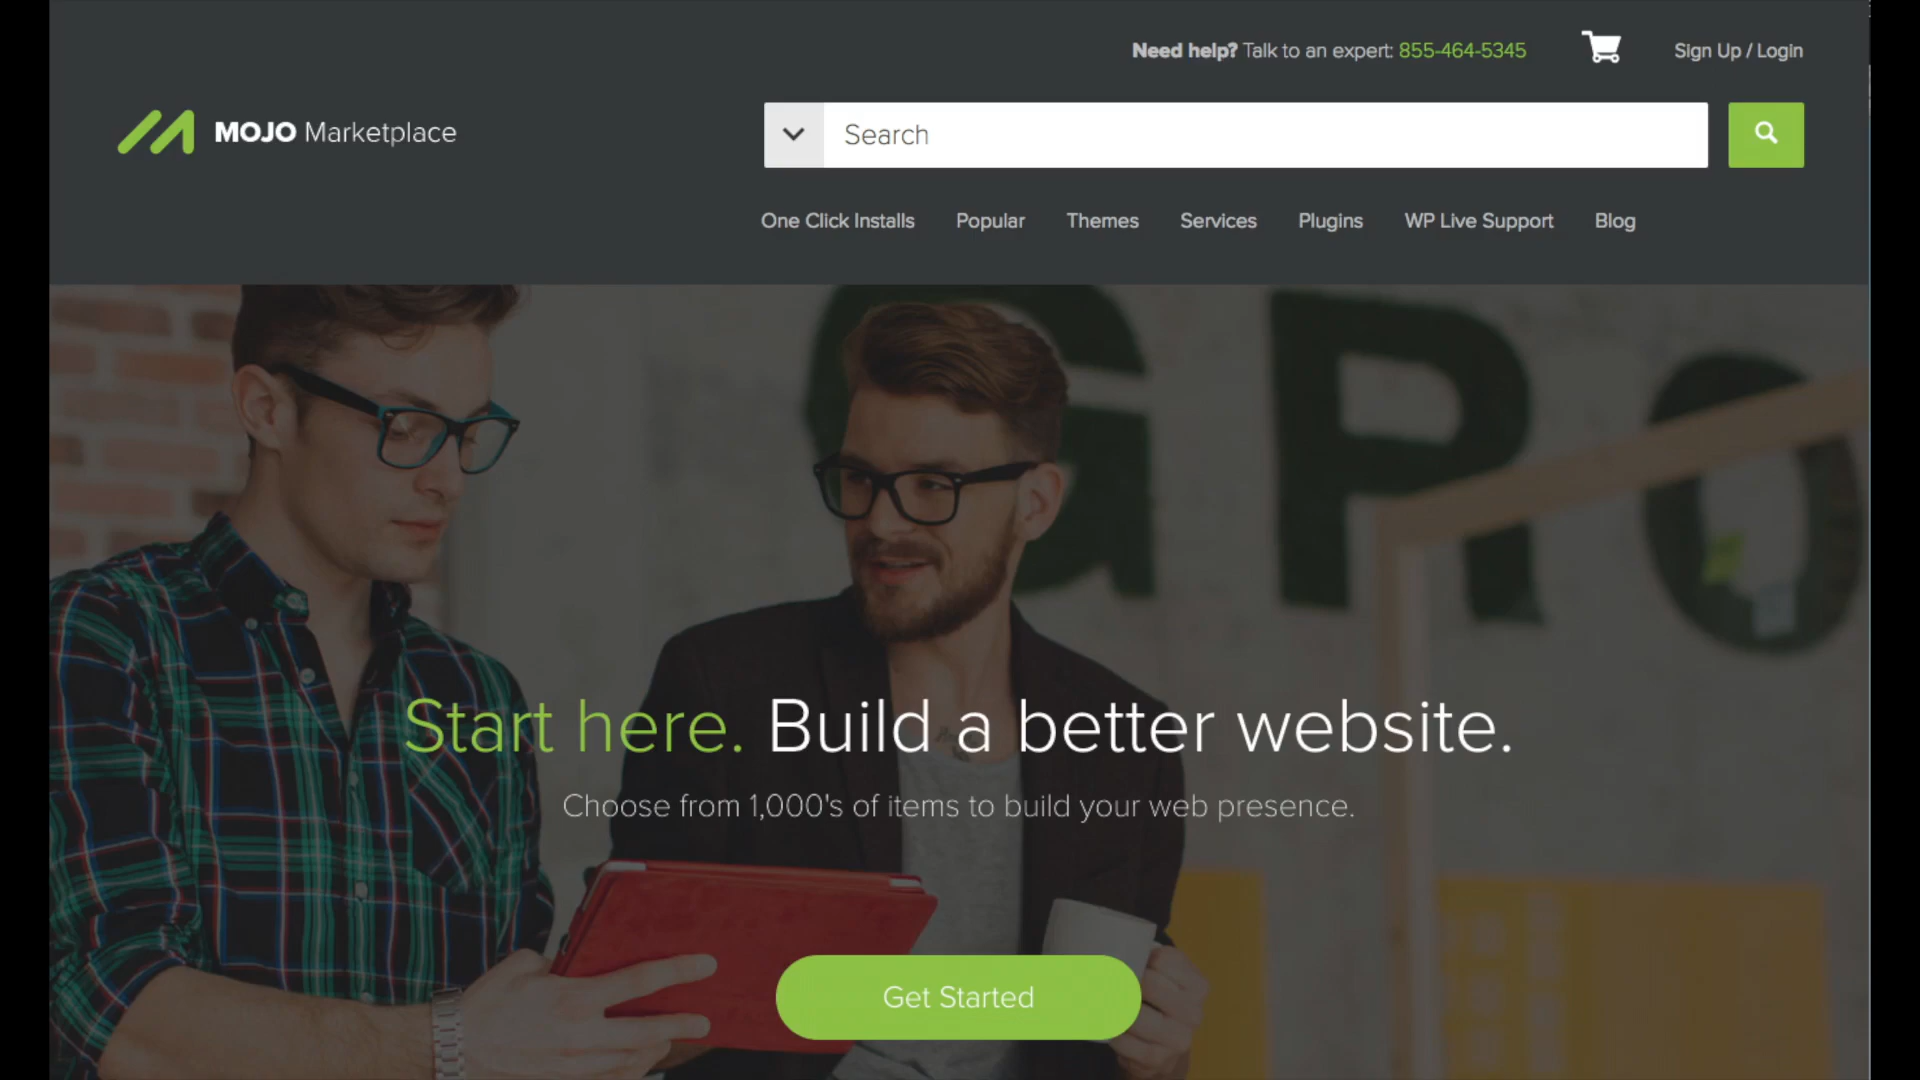 Need help? Talk to an expert: 855-464-5345
Sign Up / Login
MOJO Marketplace
Search
One Click Installs
Popular
Themes
Services
Plugins
WP Live Support
Blog
GRO
Start here. Build a better website.
Choose from 1,000's of items to build your web presence.
Get Started